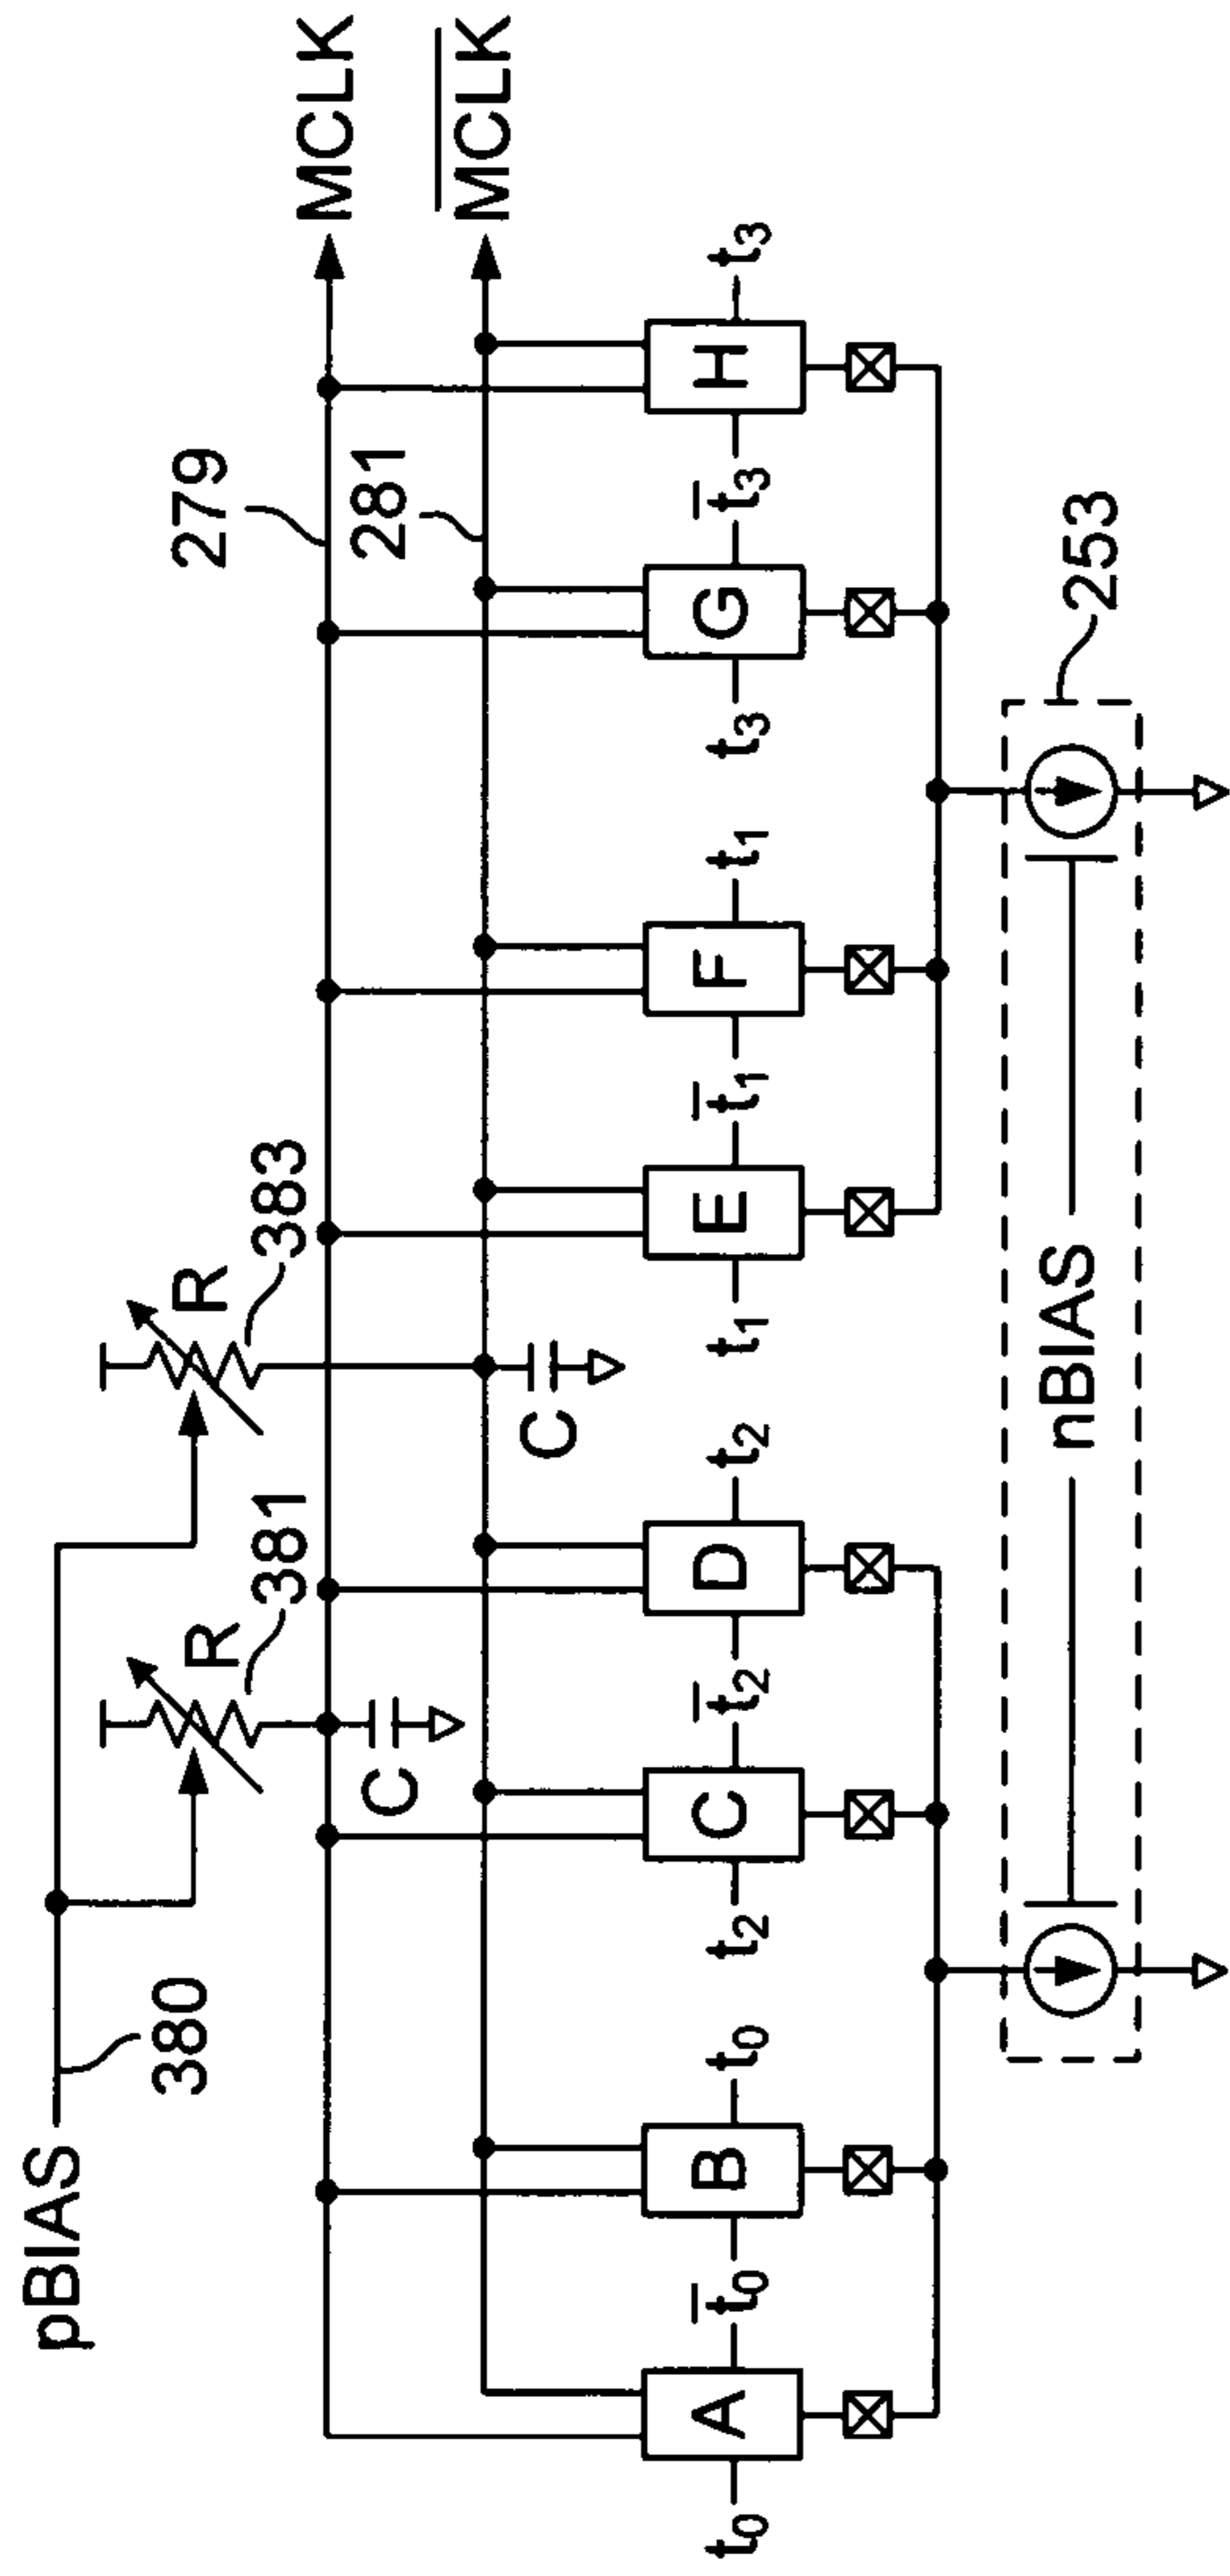 pBIAS
380
R
381
R
383
279
281
MCLK
M̅C̅L̅K̅
C
C
t₀ A t̅₀ B t₀
t₂ C t̅₂ D t₂
t₁ E t̅₁ F t₁
t₃ G t̅₃ H t₃
nBIAS
253